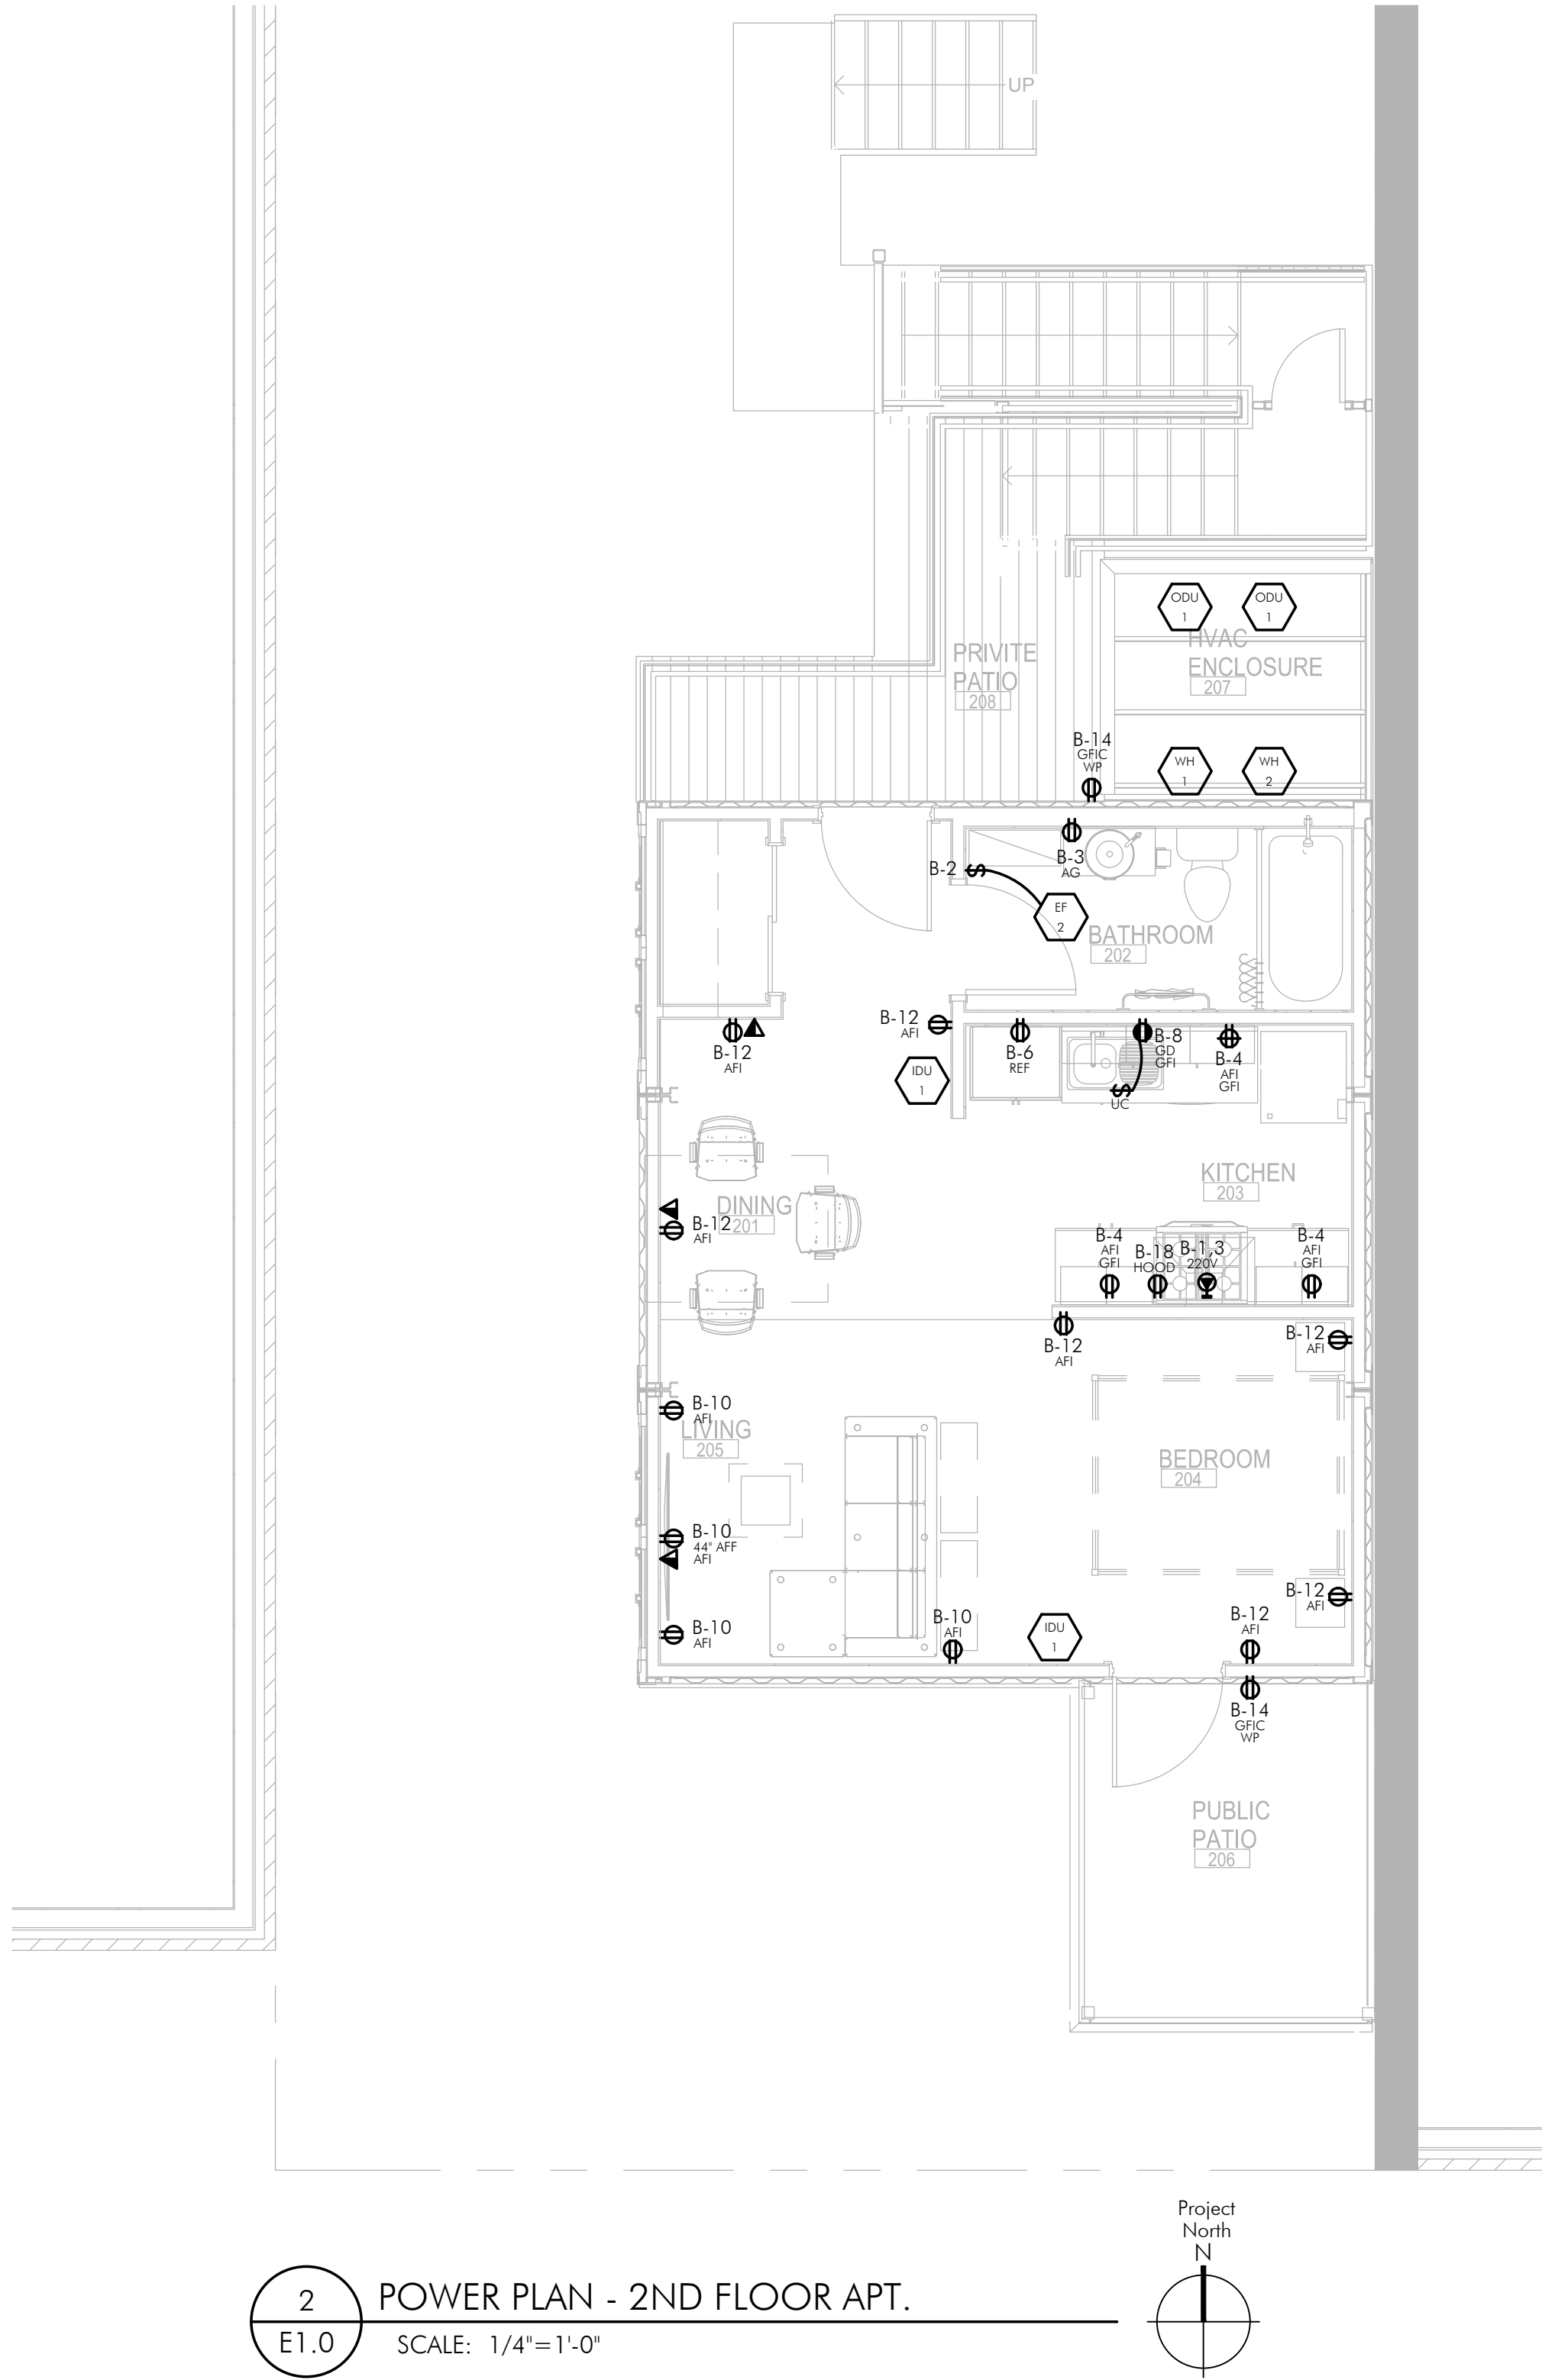 UP
ODU
1
ODU
1
HVAC
ENCLOSURE
207
PRIVITE
PATIO
208
B-14
GFIC
WP
WH
1
WH
2
B-3
AG
B-2
EF
2
BATHROOM
202
B-12
AFI
B-12
AFI
IDU
1
B-6
REF
B-8
GD
GFI
UC
B-4
AFI
GFI
KITCHEN
203
DINING
201
B-12
AFI
B-4
AFI
GFI
B-18
HOOD
B-1,3
220V
B-4
AFI
GFI
B-12
AFI
B-12
AFI
B-10
AFI
LIVING
205
BEDROOM
204
B-10
44" AFF
AFI
B-10
AFI
B-10
AFI
IDU
1
B-12
AFI
B-12
AFI
B-14
GFIC
WP
PUBLIC
PATIO
206
Project
North
N
2
E1.0
POWER PLAN - 2ND FLOOR APT.
SCALE: 1/4"=1'-0"